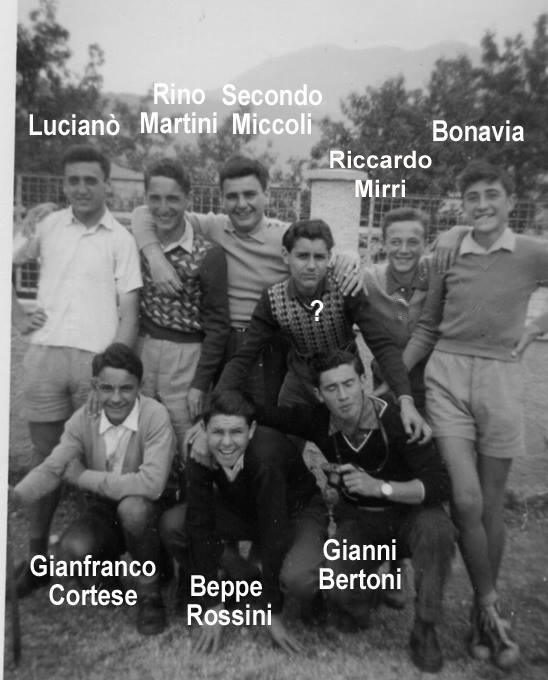 Lucianò
Rino
Martini
Secondo
Miccoli
Riccardo
Mirri
Bonavia
?
Gianfranco
Cortese
Beppe
Rossini
Gianni
Bertoni